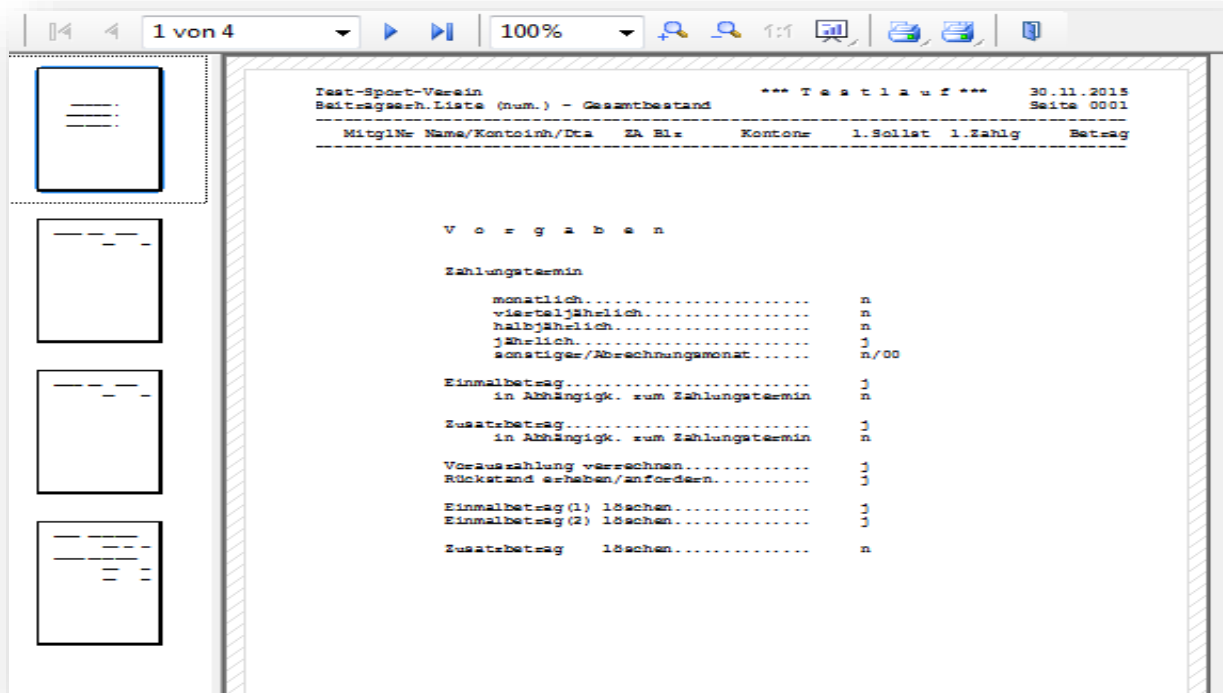 1 von 4
100%
1:1
Test-Sport-Verein *** T e s t l a u f *** 30.11.2015
Beitragserh.Liste (num.) - Gesamtbestand Seite 0001
--------------------------------------------------------------------------------
MitglNr Name/Kontoinh/Dta ZA Blz Kontonr 1.Sollst 1.Zahlg Betrag
--------------------------------------------------------------------------------
V o r g a b e n
Zahlungstermin
monatlich........................ n
vierteljährlich.................. n
halbjährlich..................... n
jährlich......................... j
sonstiger/Abrechnungsmonat...... n/00
Einmalbetrag......................... j
in Abhängigk. zum Zahlungstermin n
Zusatzbetrag......................... j
in Abhängigk. zum Zahlungstermin n
Vorauszahlung verrechnen............. j
Rückstand erheben/anfordern.......... j
Einmalbetrag(1) löschen.............. j
Einmalbetrag(2) löschen.............. j
Zusatzbetrag löschen.............. n